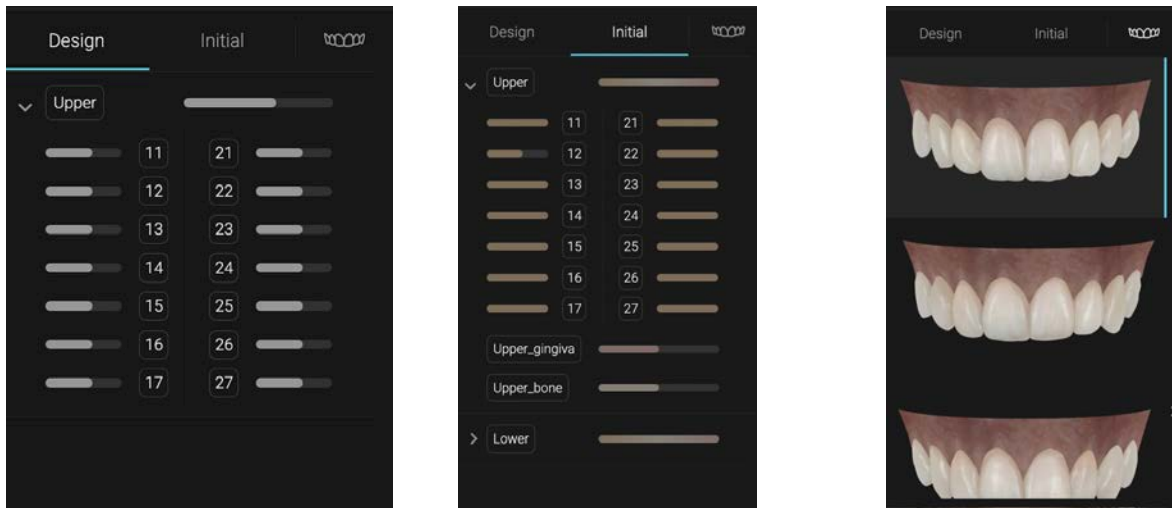 Design Initial
Upper
11 21
12 22
13 23
14 24
15 25
16 26
17 27
Design Initial
Upper
11 21
12 22
13 23
14 24
15 25
16 26
17 27
Upper_gingiva
Upper_bone
Lower
Design Initial